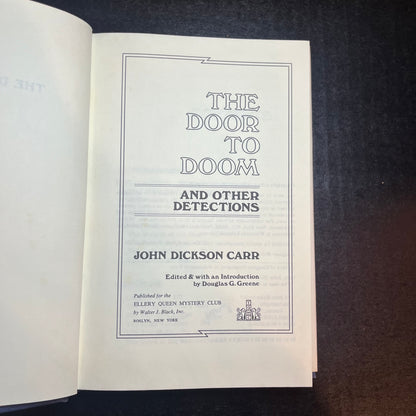 THE
DOOR
TO
DOOM
AND OTHER
DETECTIONS
JOHN DICKSON CARR
Edited & with an Introduction
by Douglas G. Greene
Published for the
ELLERY QUEEN MYSTERY CLUB
by Walter J. Black, Inc.
ROSLYN, NEW YORK